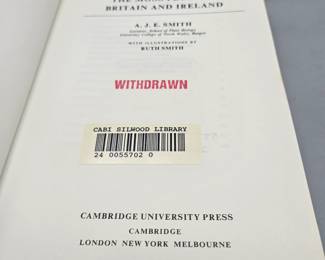 BRITAIN AND IRELAND
A. J. E. SMITH
Lecturer, School of Plant Biology
University College of North Wales, Bangor
WITH ILLUSTRATIONS BY
RUTH SMITH
WITHDRAWN
CABI SILWOOD LIBRARY
24 0055702 0
CAMBRIDGE UNIVERSITY PRESS
CAMBRIDGE
LONDON NEW YORK MELBOURNE